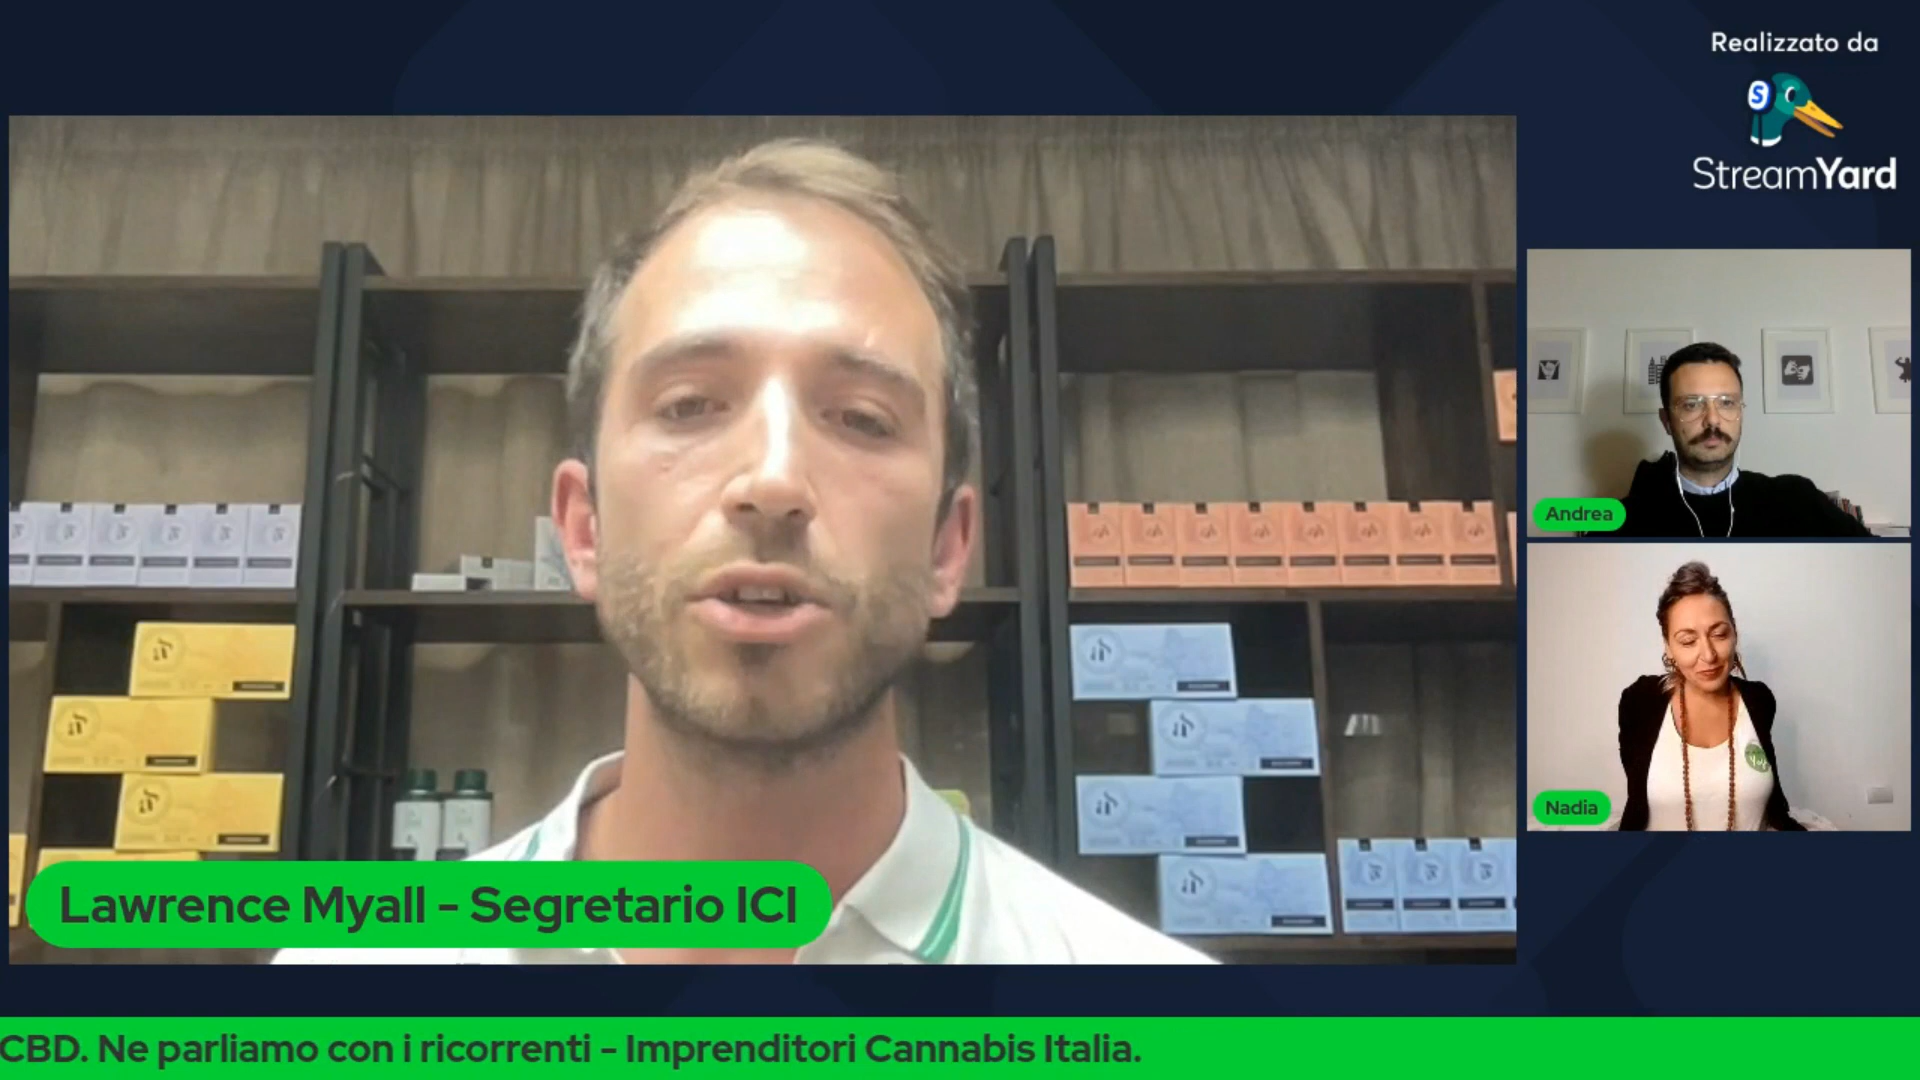 Realizzato da
S
StreamYard
Andrea
Nadia
Lawrence Myall - Segretario ICI
CBD. Ne parliamo con i ricorrenti - Imprenditori Cannabis Italia.